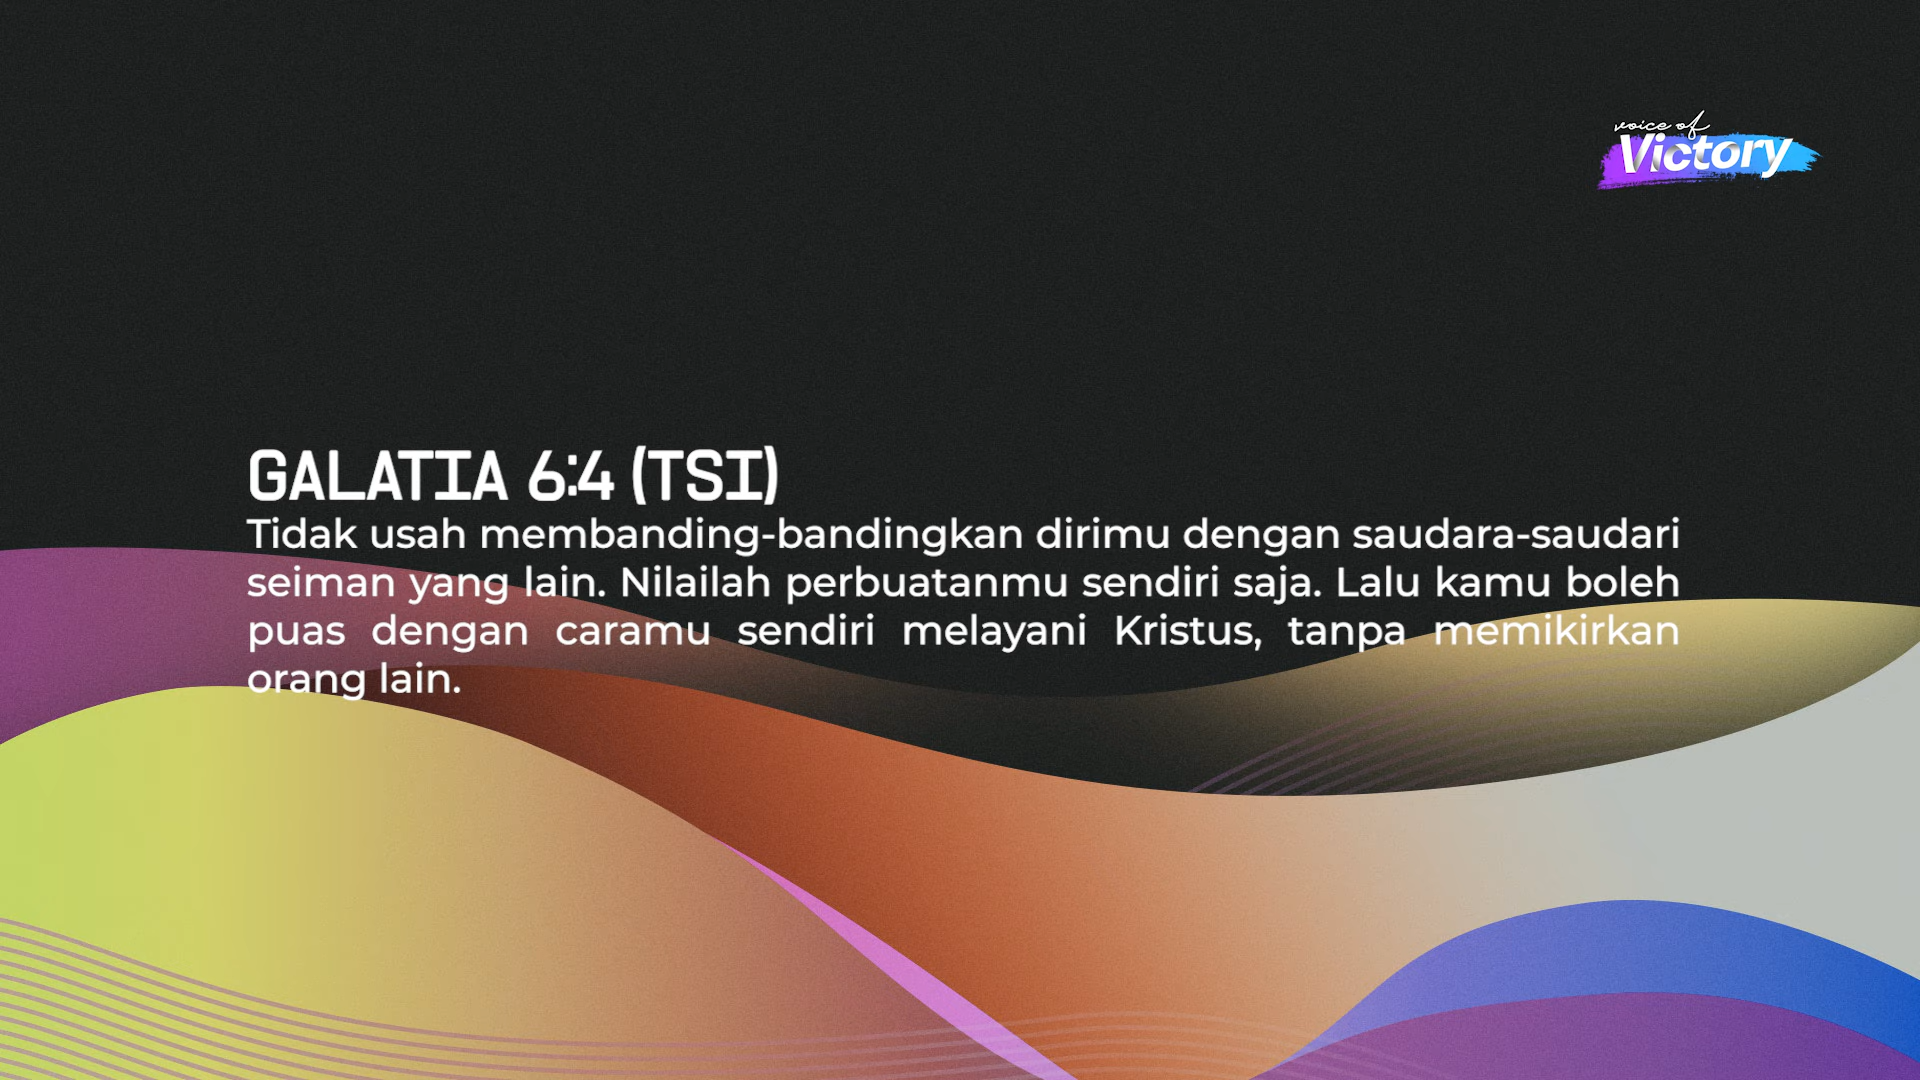 voice of
Victory
GALATIA 6:4 (TSI)
Tidak usah membanding-bandingkan dirimu dengan saudara-saudari
seiman yang lain. Nilailah perbuatanmu sendiri saja. Lalu kamu boleh
puas dengan caramu sendiri melayani Kristus, tanpa memikirkan
orang lain.